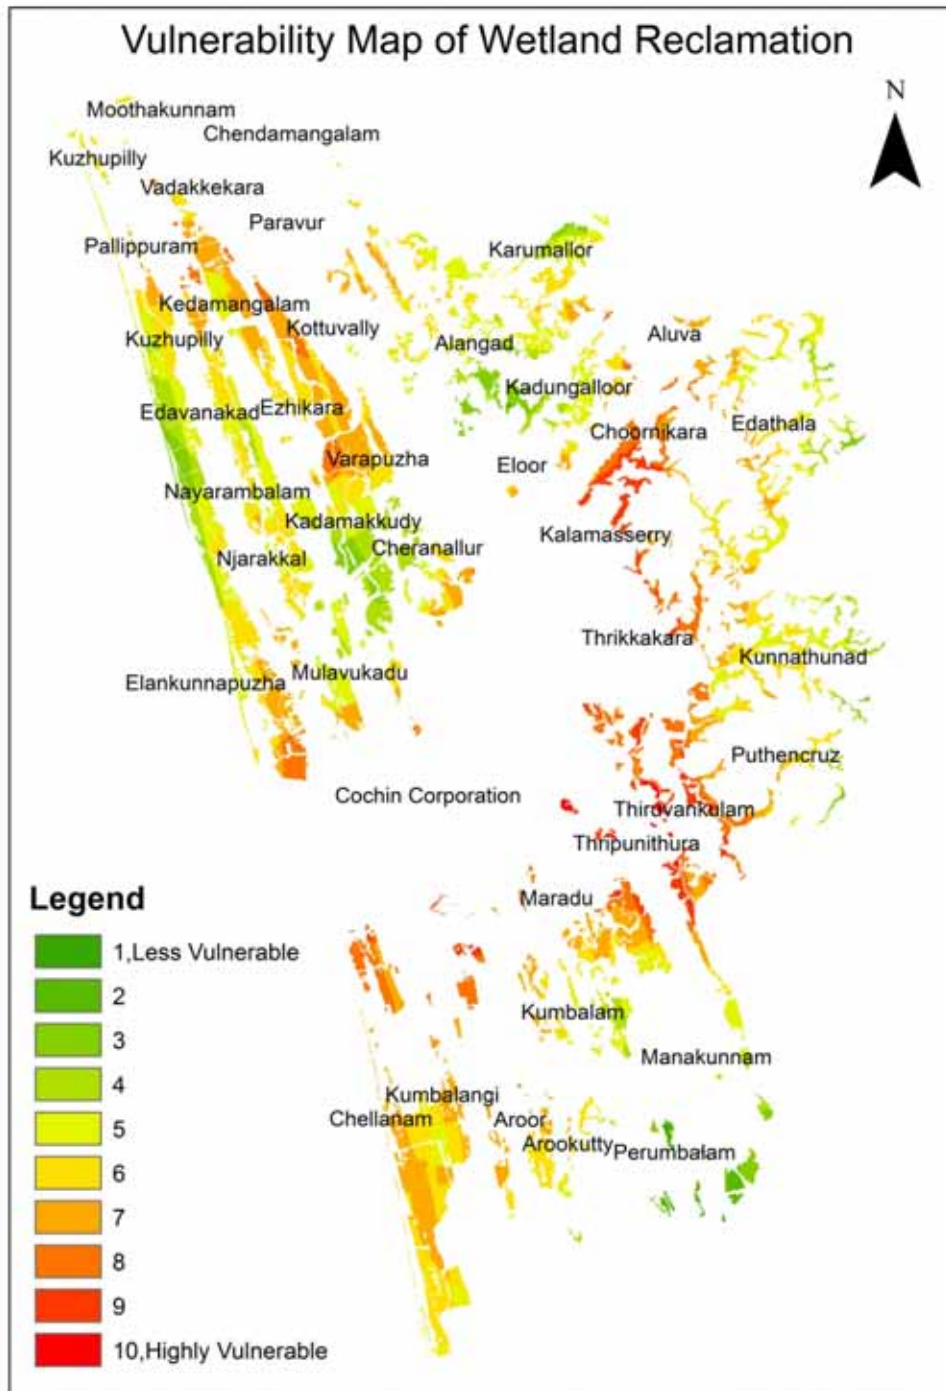 Vulnerability Map of Wetland Reclamation
N
Moothakunnam
Chendamangalam
Kuzhupilly
Vadakkekara
Paravur
Pallippuram
Karumallor
Kedamangalam
Kottuvally
Kuzhupilly
Alangad
Aluva
Kadungalloor
Edavanakad
Ezhikara
Choornikara
Edathala
Varapuzha
Eloor
Nayarambalam
Kadamakkudy
Kalamasserry
Cheranallur
Njarakkal
Thrikkakara
Kunnathunad
Elankunnapuzha
Mulavukadu
Puthencruz
Cochin Corporation
Thiruvankulam
Thripunithura
Maradu
Kumbalam
Manakunnam
Kumbalangi
Chellanam
Aroor
Arookutty
Perumbalam
Legend
1,Less Vulnerable
2
3
4
5
6
7
8
9
10,Highly Vulnerable